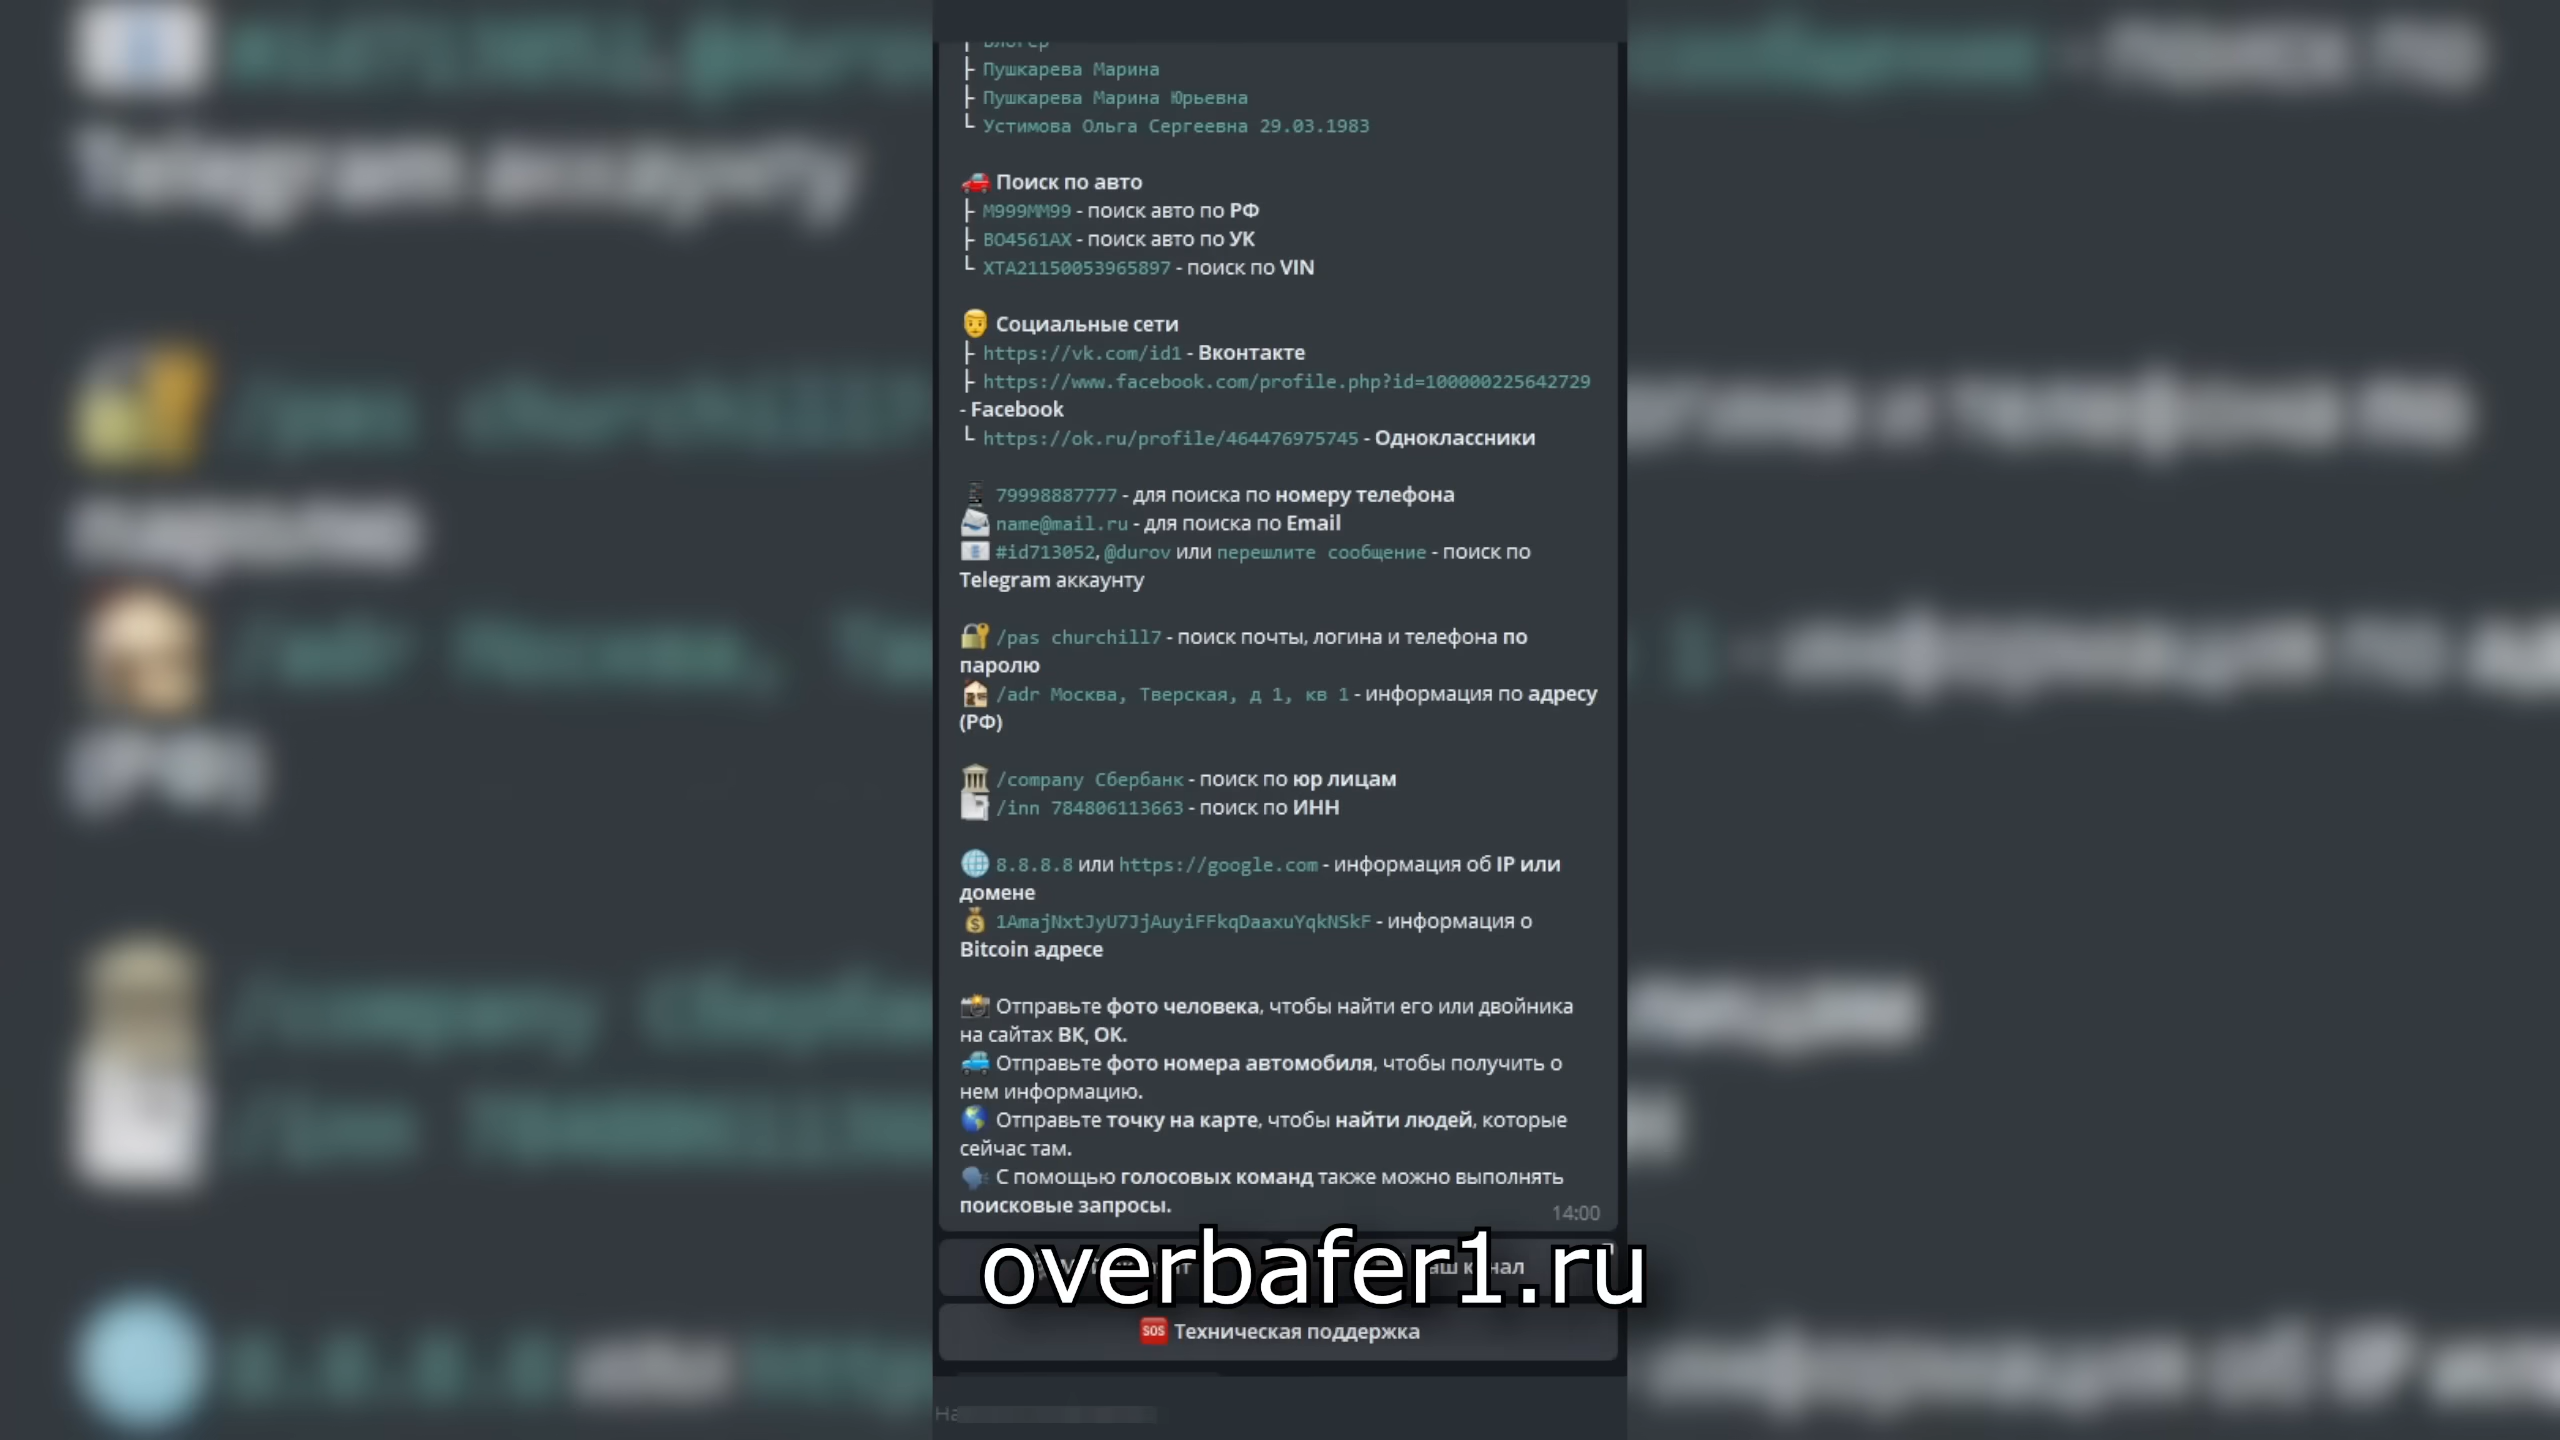 Блогер
Пушкарева Марина
Пушкарева Марина Юрьевна
Устимова Ольга Сергеевна 29.03.1983
Поиск по авто
М999ММ99 - поиск авто по РФ
ВО4561АХ - поиск авто по УК
XTA21150053965897 - поиск по VIN
Социальные сети
https://vk.com/id1 - Вконтакте
https://www.facebook.com/profile.php?id=100000225642729
- Facebook
https://ok.ru/profile/464476975745 - Одноклассники
79998887777 - для поиска по номеру телефона
name@mail.ru - для поиска по Email
#id713052, @durov или перешлите сообщение - поиск по
Telegram аккаунту
/pas churchill7 - поиск почты, логина и телефона по
паролю
/adr Москва, Тверская, д 1, кв 1 - информация по адресу
(РФ)
/company Сбербанк - поиск по юр лицам
/inn 784806113663 - поиск по ИНН
8.8.8.8 или https://google.com - информация об IP или
домене
1AmajNxtJyU7JjAuyiFFkqDaaxuYqkNSkF - информация о
Bitcoin адресе
Отправьте фото человека, чтобы найти его или двойника
на сайтах ВК, ОК.
Отправьте фото номера автомобиля, чтобы получить о
нем информацию.
Отправьте точку на карте, чтобы найти людей, которые
сейчас там.
С помощью голосовых команд также можно выполнять
поисковые запросы.
14:00
overbafer1.ru
SOS Техническая поддержка